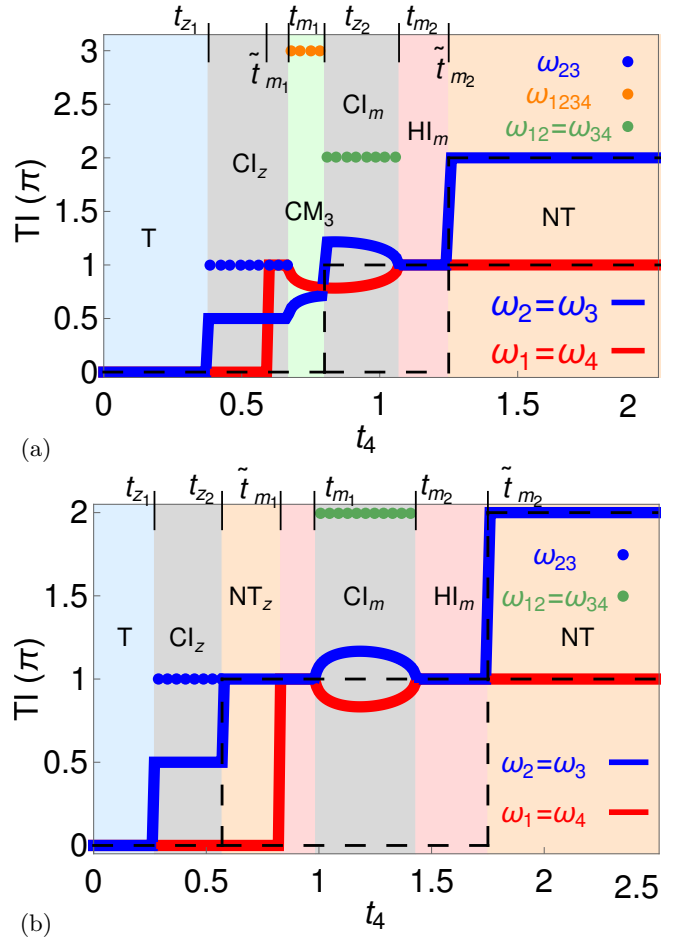 t_{z_1} t_{m_1} t_{z_2} t_{m_2}
\tilde{t}_{m_1} \tilde{t}_{m_2}
3
ω_{23}
ω_{1234}
ω_{12}=ω_{34}
2.5
CI_m
HI_m
2
CI_z
1.5
TI (π)
T
CM_3
NT
1
0.5
ω_2=ω_3
ω_1=ω_4
0
0 0.5 1 1.5 2
t_4
(a)
t_{z_1} t_{z_2} \tilde{t}_{m_1} t_{m_1} t_{m_2} \tilde{t}_{m_2}
2
ω_{23}
ω_{12}=ω_{34}
1.5
TI (π)
T CI_z NT_z CI_m HI_m NT
1
0.5
ω_2=ω_3
ω_1=ω_4
0
0 0.5 1 1.5 2 2.5
t_4
(b)